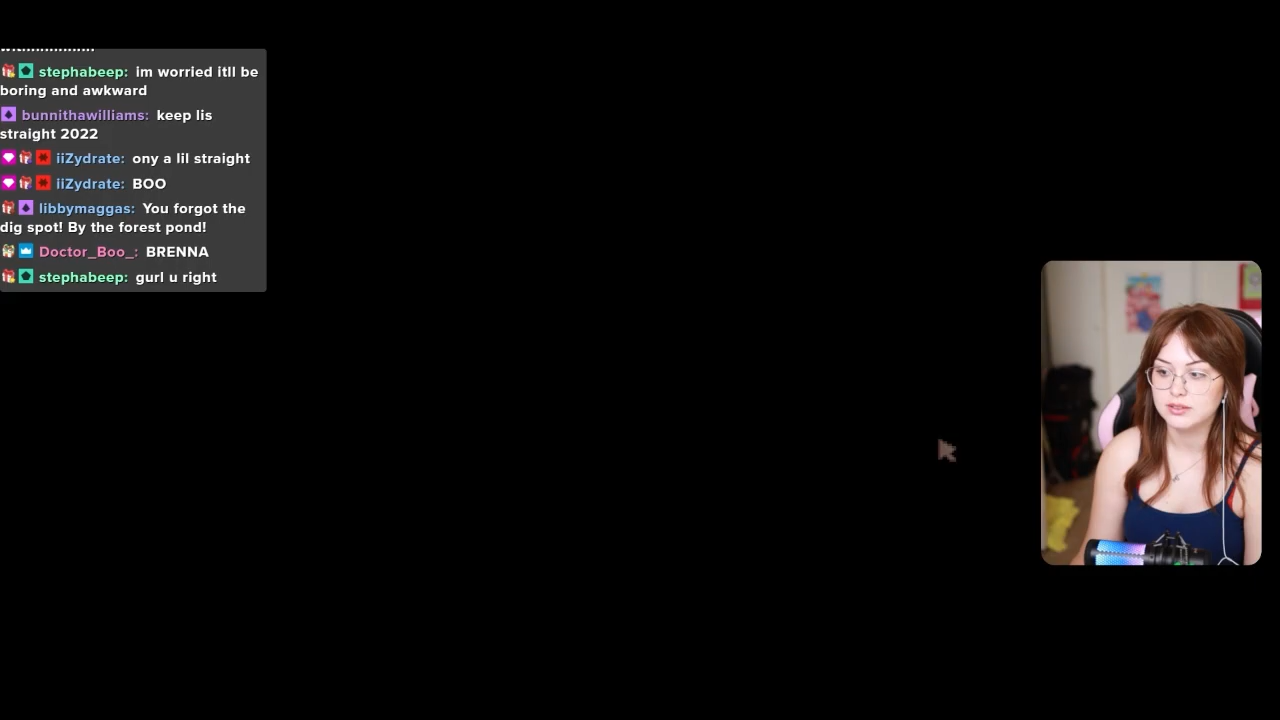 stephabeep: im worried itll be
boring and awkward
bunnithawilliams: keep lis
straight 2022
iiZydrate: ony a lil straight
iiZydrate: BOO
libbymaggas: You forgot the
dig spot! By the forest pond!
Doctor_Boo_: BRENNA
stephabeep: gurl u right